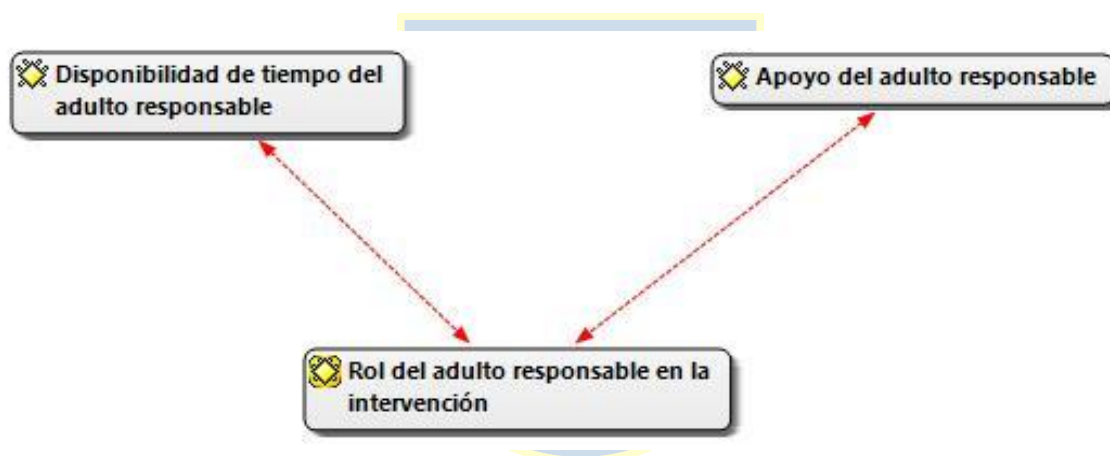 Disponibilidad de tiempo del
adulto responsable
Apoyo del adulto responsable
Rol del adulto responsable en la
intervención